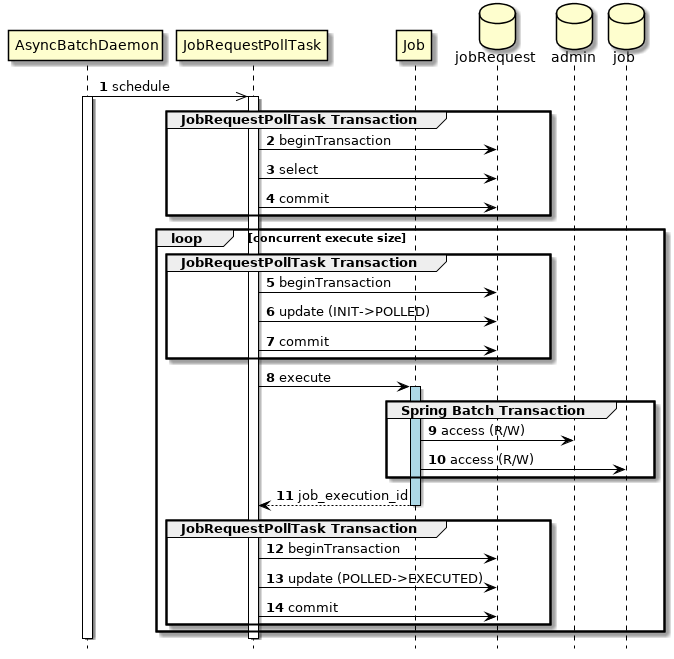 AsyncBatchDaemon
JobRequestPollTask
Job
jobRequest
admin
job
1 schedule
JobRequestPollTask Transaction
2 beginTransaction
3 select
4 commit
loop [concurrent execute size]
JobRequestPollTask Transaction
5 beginTransaction
6 update (INIT->POLLED)
7 commit
8 execute
Spring Batch Transaction
9 access (R/W)
10 access (R/W)
11 job_execution_id
JobRequestPollTask Transaction
12 beginTransaction
13 update (POLLED->EXECUTED)
14 commit